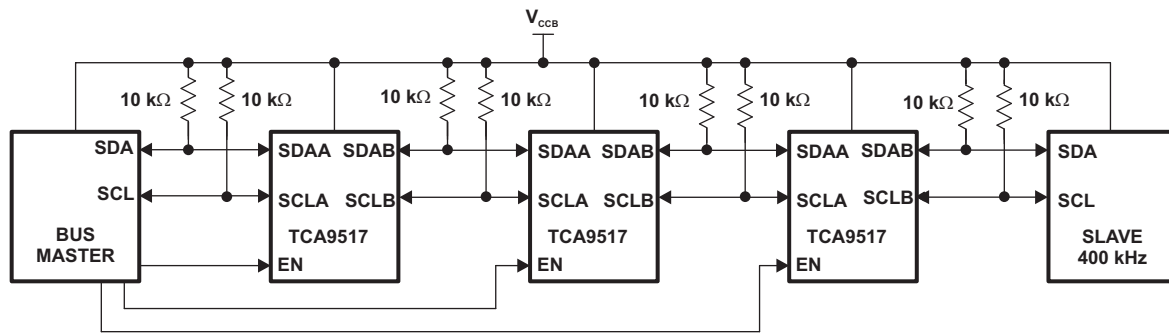 V_CCB
10 kΩ 10 kΩ 10 kΩ 10 kΩ 10 kΩ 10 kΩ 10 kΩ 10 kΩ
SDA SDAA SDAB SDAA SDAB SDAA SDAB SDA
SCL SCLA SCLB SCLA SCLB SCLA SCLB SCL
BUS MASTER
TCA9517
TCA9517
TCA9517
SLAVE
400 kHz
EN EN EN